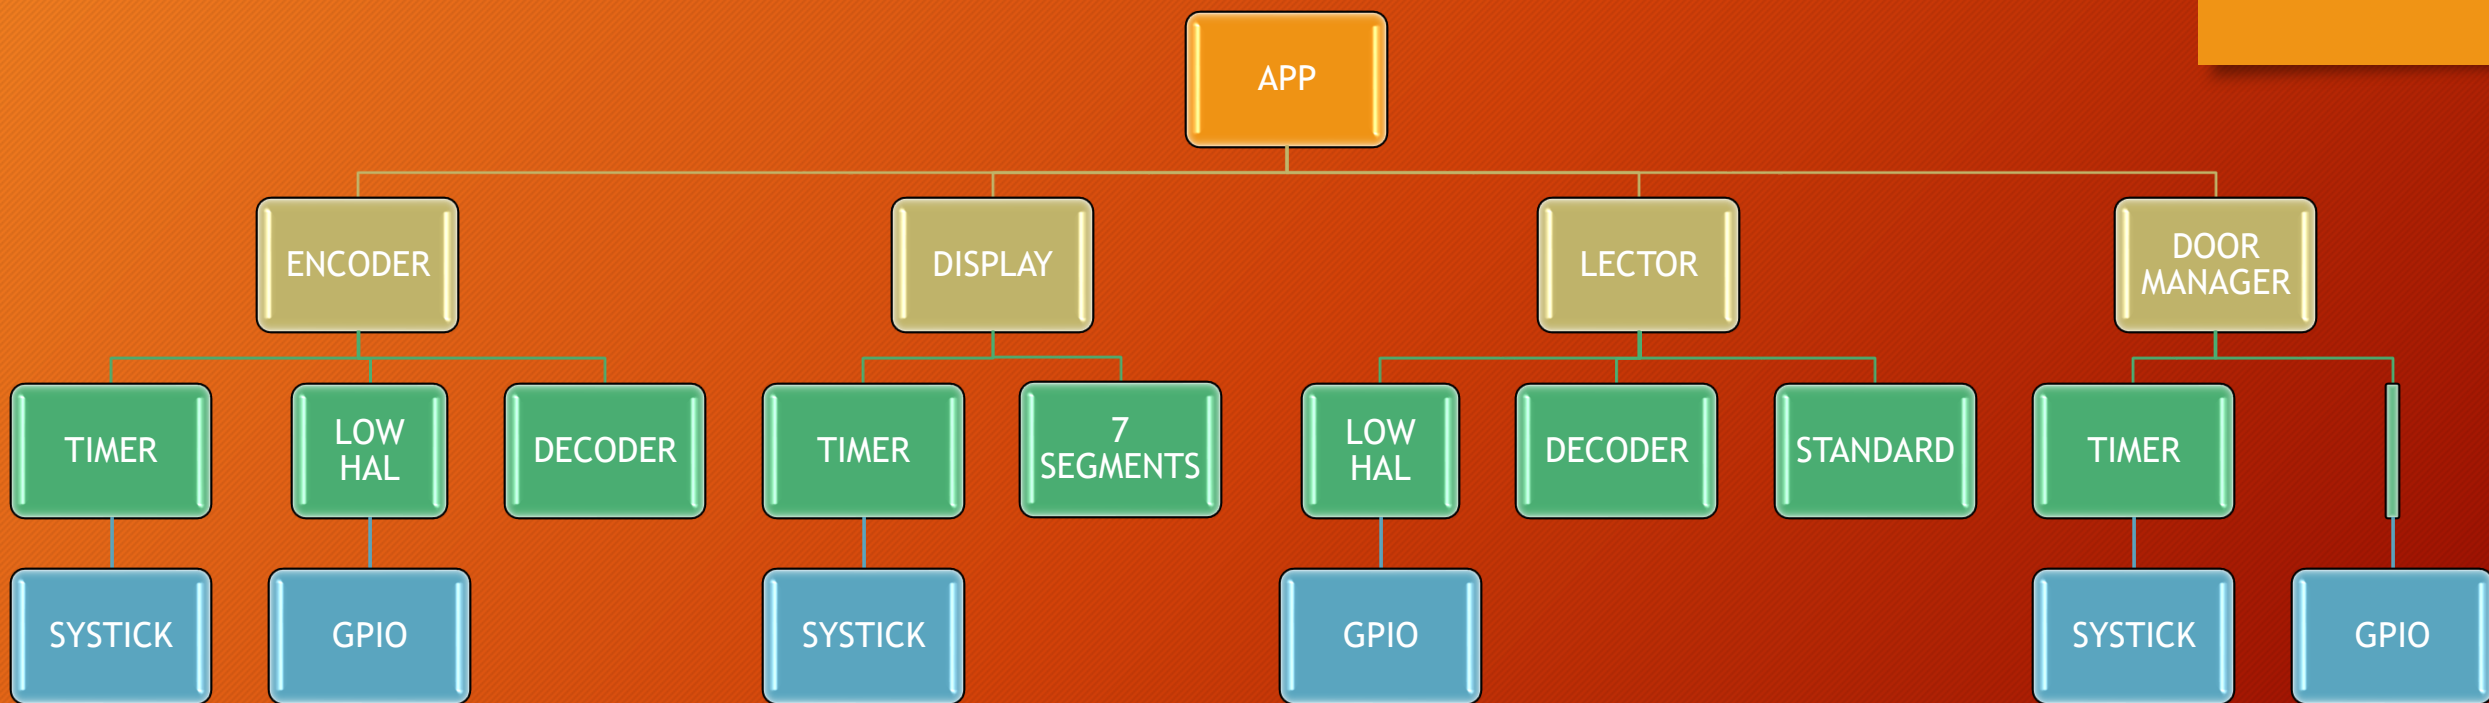 APP
ENCODER
DISPLAY
LECTOR
DOOR
MANAGER
TIMER
LOW
HAL
DECODER
TIMER
7
SEGMENTS
LOW
HAL
DECODER
STANDARD
TIMER
SYSTICK
GPIO
SYSTICK
GPIO
SYSTICK
GPIO